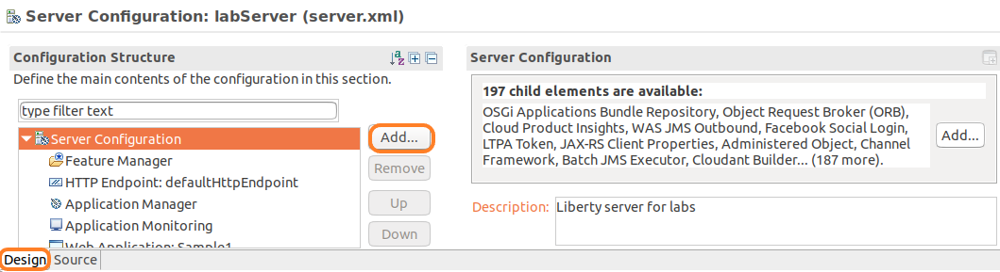 Server Configuration: labServer (server.xml)
Configuration Structure
Define the main contents of the configuration in this section.
type filter text
Server Configuration
Feature Manager
HTTP Endpoint: defaultHttpEndpoint
Application Manager
Application Monitoring
Web Application: Sample1
Add...
Remove
Up
Down
Server Configuration
197 child elements are available:
OSGi Applications Bundle Repository, Object Request Broker (ORB),
Cloud Product Insights, WAS JMS Outbound, Facebook Social Login,
LTPA Token, JAX-RS Client Properties, Administered Object, Channel
Framework, Batch JMS Executor, Cloudant Builder... (187 more).
Add...
Description: Liberty server for labs
Design Source